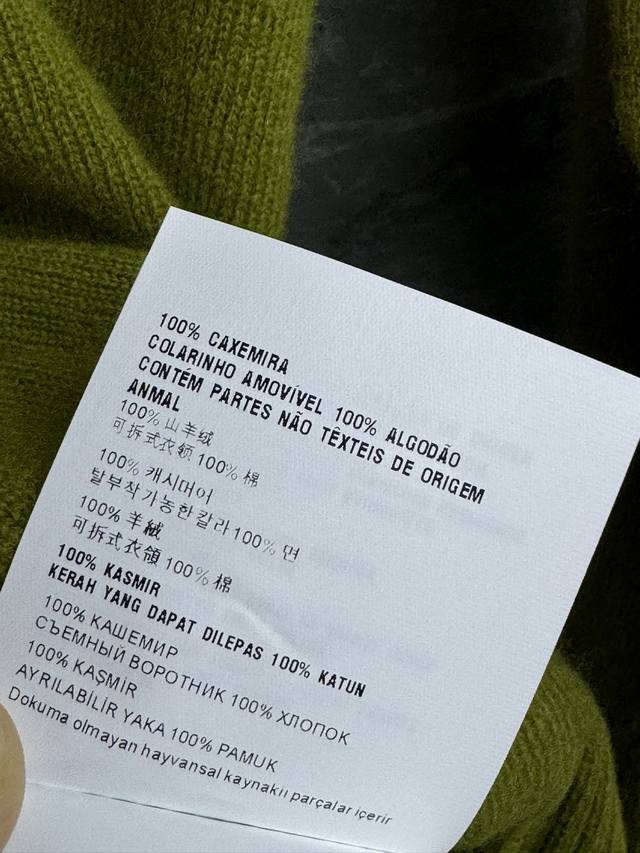 100% CAXEMIRA
COLARINHO AMOVÍVEL 100% ALGODÃO
CONTÉM PARTES NÃO TÊXTEIS DE ORIGEM
ANMAL
100% 山羊绒
可拆式衣领 100% 棉
100% 캐시머어
탈부착가능한칼라100% 면
100% 羊絨
可拆式衣領 100% 棉
100% KASMIR
KERAH YANG DAPAT DILEPAS 100% KATUN
100% КАШЕМИР
СЪЕМНЫЙ ВОРОТНИК 100% ХЛОПОК
100% KAŞMİR
AYRILABİLİR YAKA 100% PAMUK
Dokuma olmayan hayvansal kaynakiı parçalar içerir